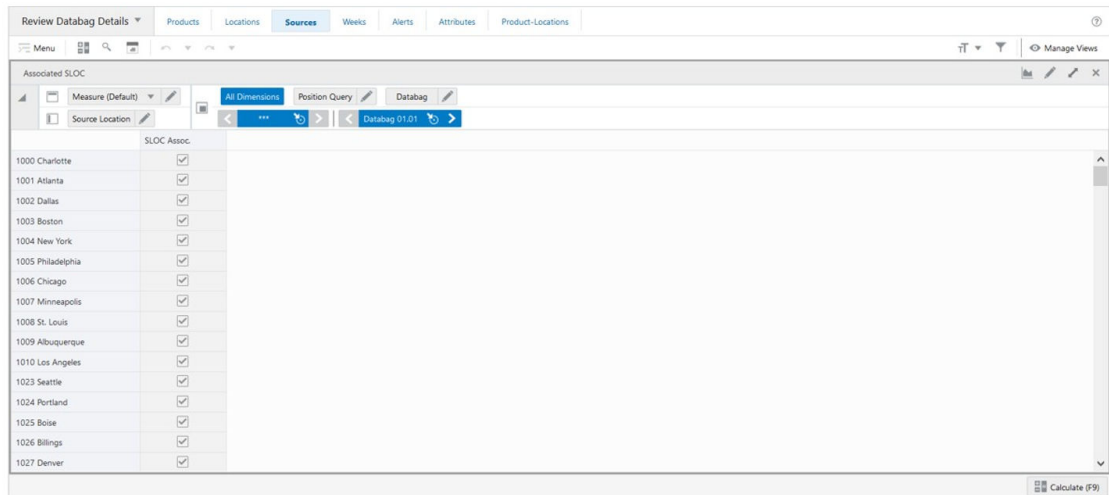 Review Databag Details Products Locations Sources Weeks Alerts Attributes Product-Locations
Menu Manage Views
Associated SLOC
Measure (Default) All Dimensions Position Query Databag
Source Location *** Databag 01.01
SLOC Assoc.
1000 Charlotte
1001 Atlanta
1002 Dallas
1003 Boston
1004 New York
1005 Philadelphia
1006 Chicago
1007 Minneapolis
1008 St. Louis
1009 Albuquerque
1010 Los Angeles
1023 Seattle
1024 Portland
1025 Boise
1026 Billings
1027 Denver
Calculate (F9)